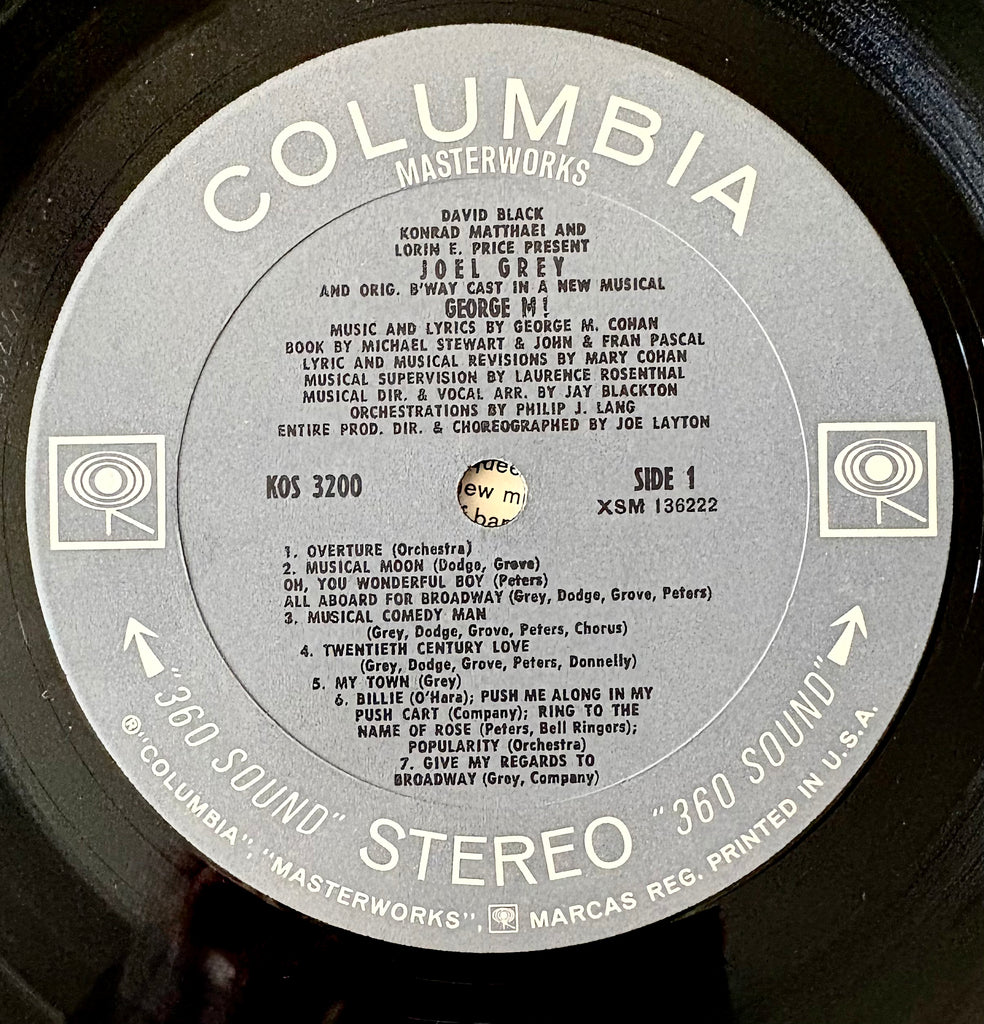 COLUMBIA
MASTERWORKS
DAVID BLACK
KONRAD MATTHAEI AND
LORIN E. PRICE PRESENT
JOEL GREY
AND ORIG. B'WAY CAST IN A NEW MUSICAL
GEORGE M!
MUSIC AND LYRICS BY GEORGE M. COHAN
BOOK BY MICHAEL STEWART & JOHN & FRAN PASCAL
LYRIC AND MUSICAL REVISIONS BY MARY COHAN
MUSICAL SUPERVISION BY LAURENCE ROSENTHAL
MUSICAL DIR. & VOCAL ARR. BY JAY BLACKTON
ORCHESTRATIONS BY PHILIP J. LANG
ENTIRE PROD. DIR. & CHOREOGRAPHED BY JOE LAYTON
KOS 3200
SIDE 1
XSM 136222
ew m
1. OVERTURE (Orchestra)
2. MUSICAL MOON (Dodge, Grove)
OH, YOU WONDERFUL BOY (Peters)
ALL ABOARD FOR BROADWAY (Grey, Dodge, Grove, Peters)
3. MUSICAL COMEDY MAN
(Grey, Dodge, Grove, Peters, Chorus)
4. TWENTIETH CENTURY LOVE
(Grey, Dodge, Grove, Peters, Donnelly)
5. MY TOWN (Grey)
6. BILLIE (O'Hara); PUSH ME ALONG IN MY
PUSH CART (Company); RING TO THE
NAME OF ROSE (Peters, Bell Ringers);
POPULARITY (Orchestra)
7. GIVE MY REGARDS TO
BROADWAY (Grey, Company)
"360 SOUND" STEREO "360 SOUND"
®"COLUMBIA", "MASTERWORKS", MARCAS REG. PRINTED IN U.S.A.